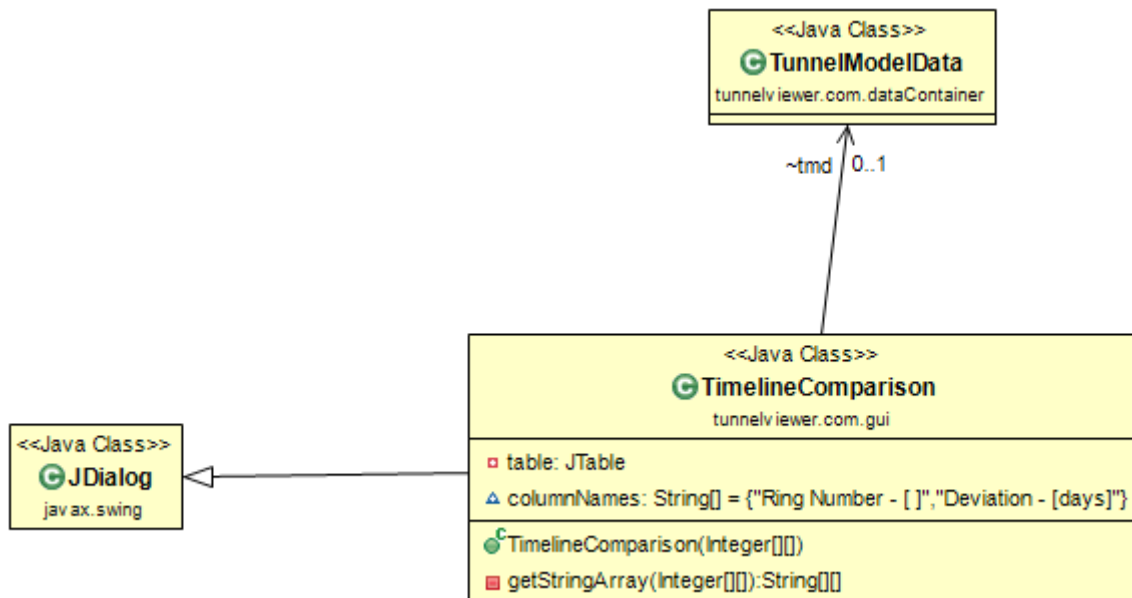 <<Java Class>>
TunnelModelData
tunnelviewer.com.dataContainer
~tmd 0..1
<<Java Class>>
TimelineComparison
tunnelviewer.com.gui
table: JTable
columnNames: String[] = {"Ring Number - [ ]","Deviation - [days]"}
TimelineComparison(Integer[][])
getStringArray(Integer[][]):String[][]
<<Java Class>>
JDialog
javax.swing